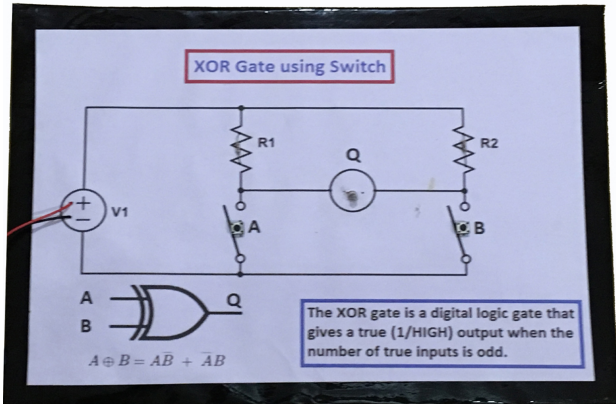 XOR Gate using Switch
R1
R2
Q
+
−
V1
A
B
A
B
Q
A ⊕ B = AB̅ + A̅B
The XOR gate is a digital logic gate that
gives a true (1/HIGH) output when the
number of true inputs is odd.